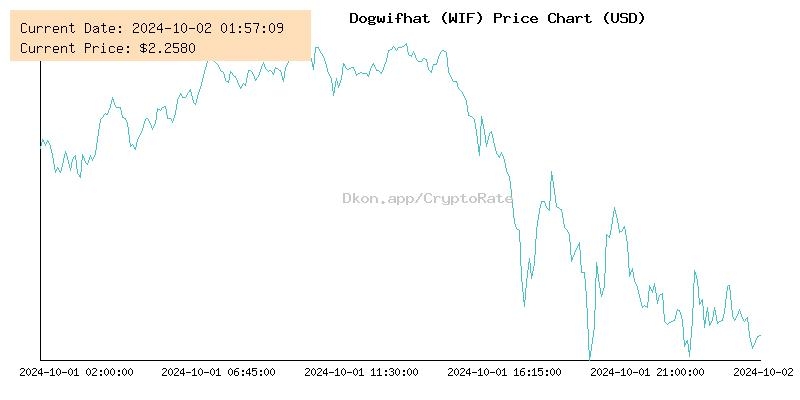 Dogwifhat (WIF) Price Chart (USD)
Current Date: 2024-10-02 01:57:09
Current Price: $2.2580
Dkon.app/CryptoRate
2024-10-01 02:00:00 2024-10-01 06:45:00 2024-10-01 11:30:00 2024-10-01 16:15:00 2024-10-01 21:00:00 2024-10-02